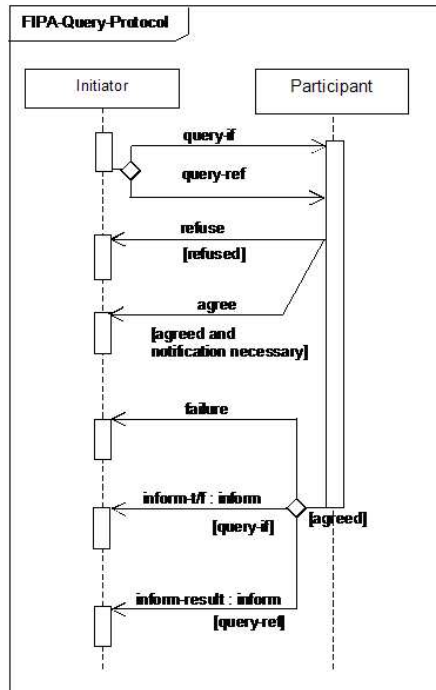 FIPA-Query-Protocol
Initiator
Participant
query-if
query-ref
refuse
[refused]
agree
[agreed and
notification necessary]
failure
inform-t/f : inform
[query-if]
[agreed]
inform-result : inform
[query-ref]